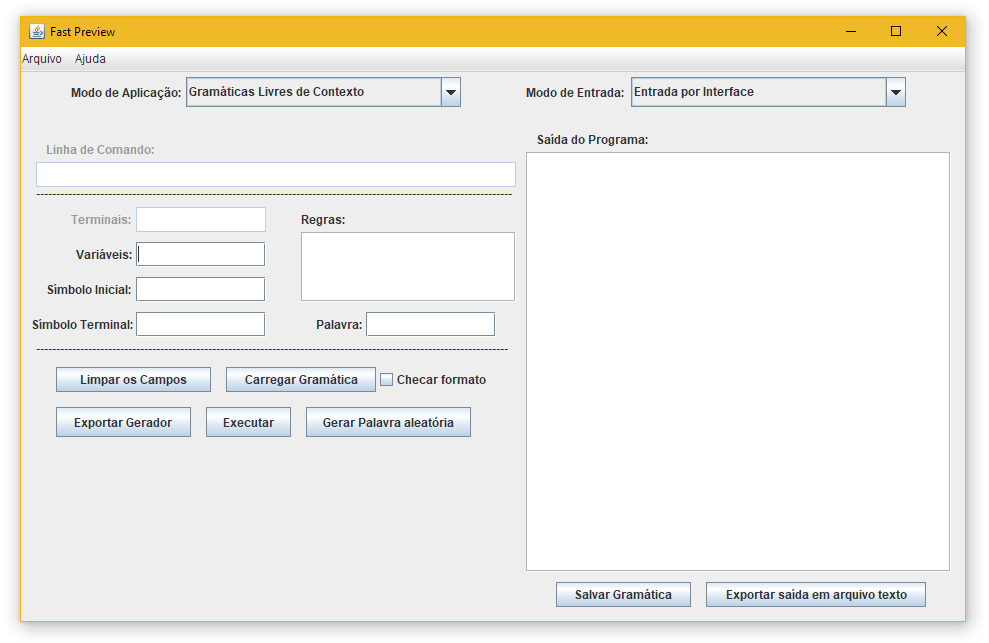 Fast Preview
Arquivo Ajuda
Modo de Aplicação: Gramáticas Livres de Contexto
Modo de Entrada: Entrada por Interface
Linha de Comando:
Terminais:
Variáveis:
Símbolo Inicial:
Símbolo Terminal:
Regras:
Palavra:
Limpar os Campos
Carregar Gramática
Checar formato
Exportar Gerador
Executar
Gerar Palavra aleatória
Saída do Programa:
Salvar Gramática
Exportar saída em arquivo texto